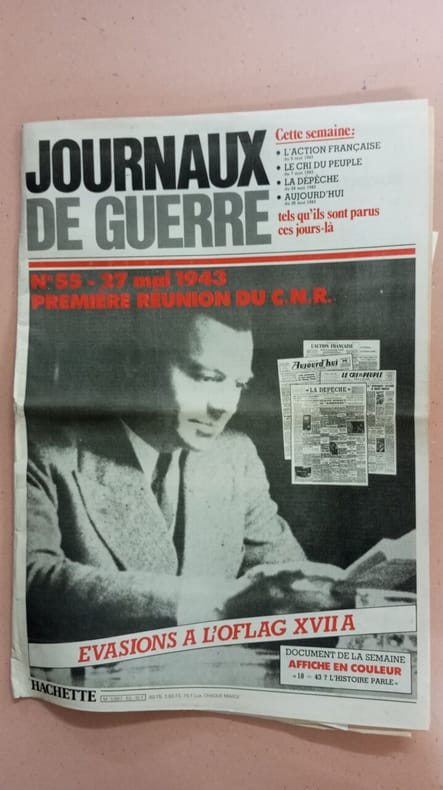 JOURNAUX
DE GUERRE
Cette semaine:
• L'ACTION FRANÇAISE
• LE CRI DU PEUPLE
• LA DEPÊCHE
• AUJOURD'HUI
tels qu'ils sont parus
ces jours-là
N° 55 - 27 mai 1943
PREMIÈRE RÉUNION DU C.N.R.
L'ACTION FRANÇAISE
Aujourd'hui
LE CRI DU PEUPLE
LA DEPÊCHE
EVASIONS A L'OFLAG XVII A
DOCUMENT DE LA SEMAINE
AFFICHE EN COULEUR
« 18 — 43 ? L'HISTOIRE PARLE »
HACHETTE